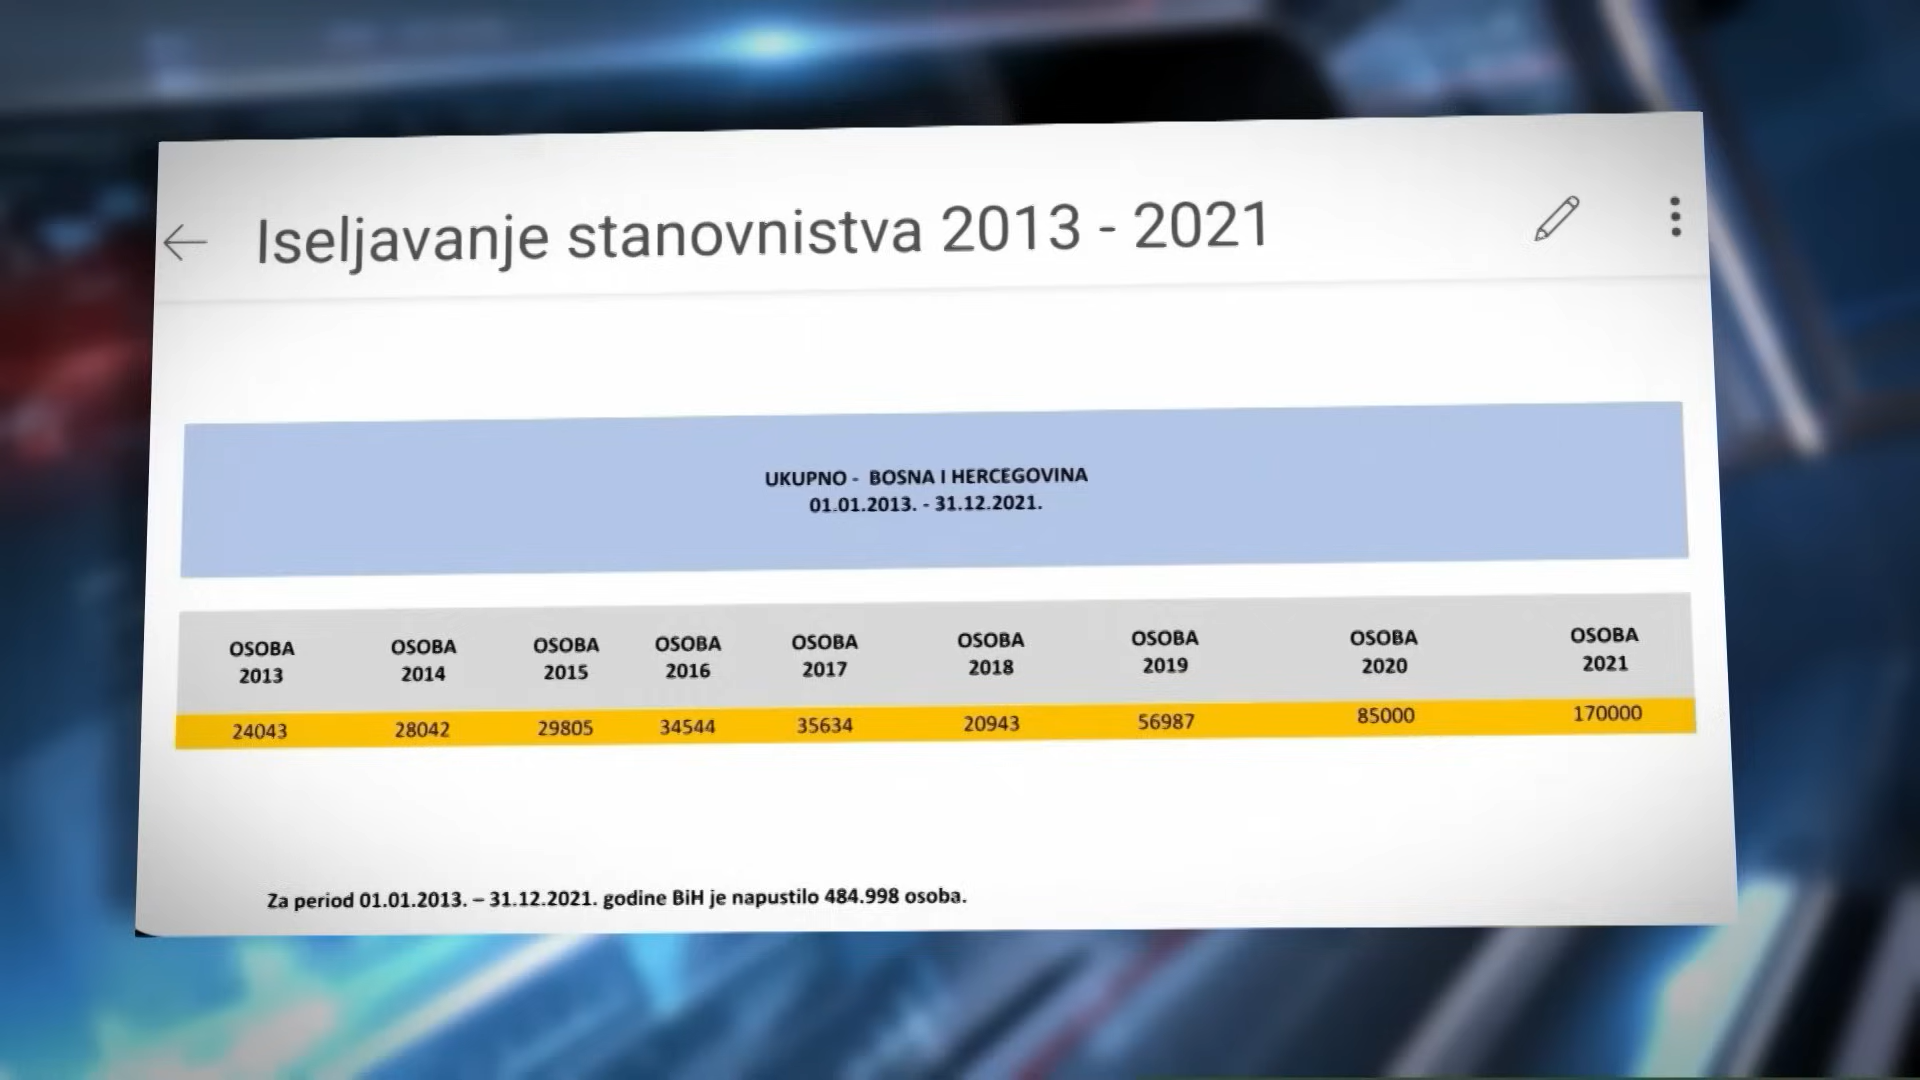 Iseljavanje stanovnistva 2013 - 2021
UKUPNO - BOSNA I HERCEGOVINA
01.01.2013. - 31.12.2021.
OSOBA 2013 OSOBA 2014 OSOBA 2015 OSOBA 2016 OSOBA 2017 OSOBA 2018 OSOBA 2019 OSOBA 2020 OSOBA 2021
24043 28042 29805 34544 35634 20943 56987 85000 170000
Za period 01.01.2013. – 31.12.2021. godine BiH je napustilo 484.998 osoba.